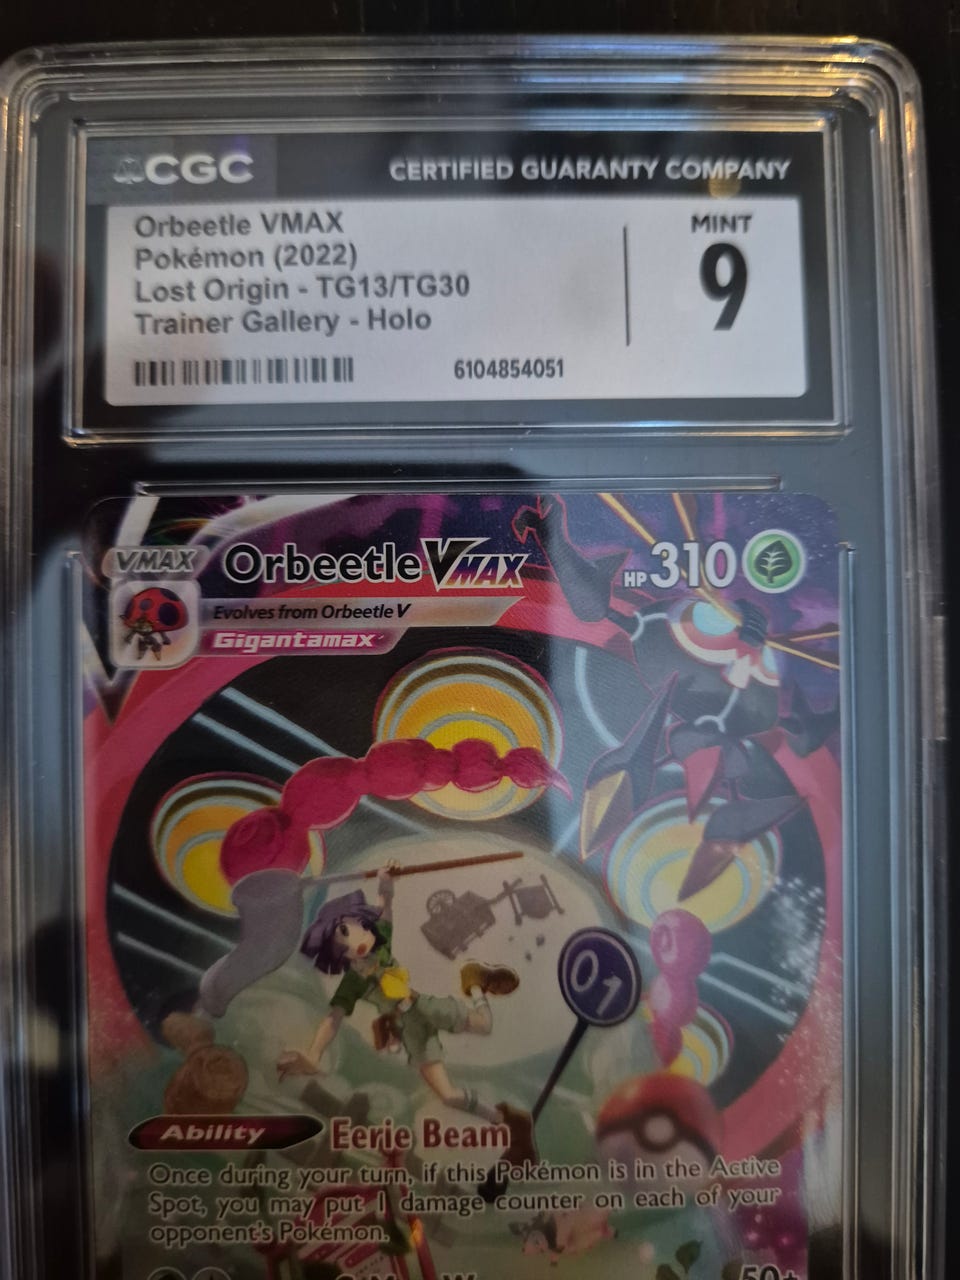 CGC CERTIFIED GUARANTY COMPANY
Orbeetle VMAX
Pokémon (2022)
Lost Origin - TG13/TG30
Trainer Gallery - Holo
MINT
9
6104854051
VMAX Orbeetle VMAX HP 310
Evolves from Orbeetle V
Gigantamax
01
Ability Eerie Beam
Once during your turn, if this Pokémon is in the Active
Spot, you may put 1 damage counter on each of your
opponent's Pokémon.
50+